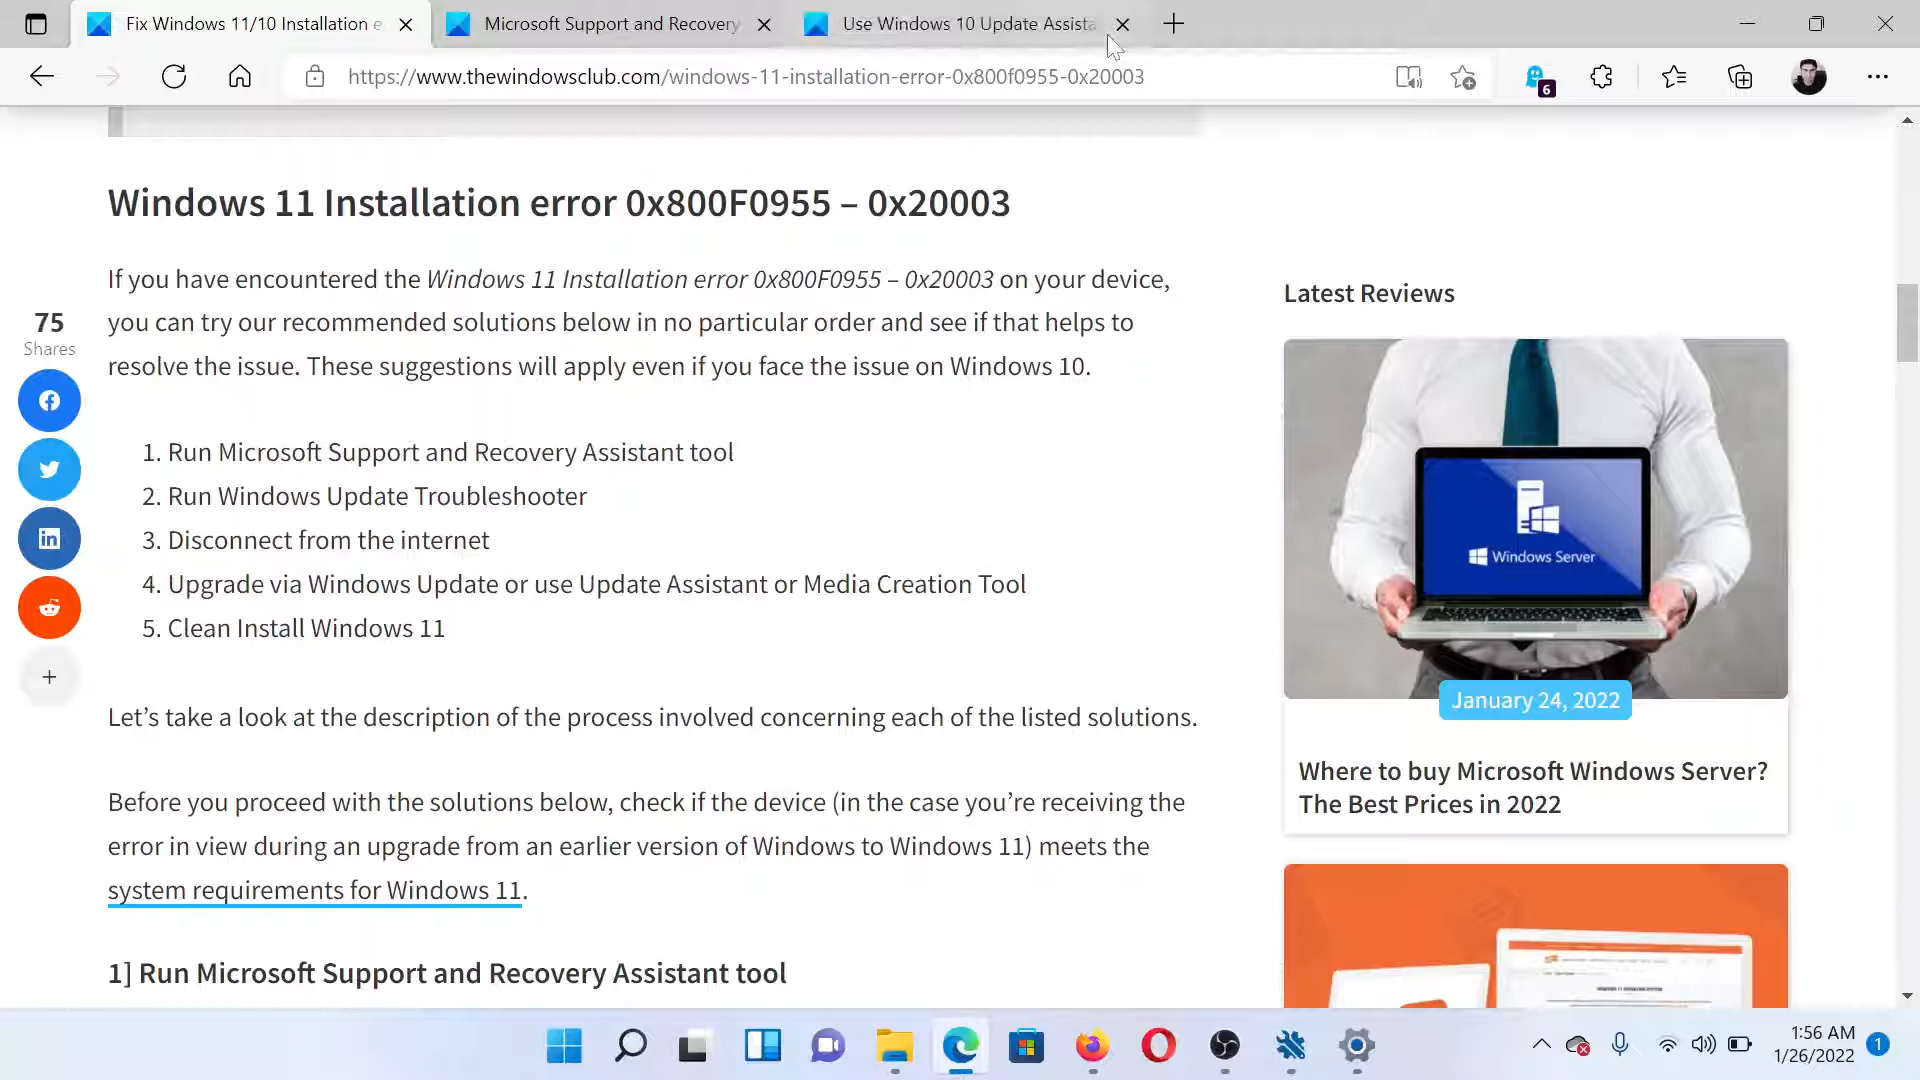 Fix Windows 11/10 Installation e
Microsoft Support and Recovery
Use Windows 10 Update Assista
https://www.thewindowsclub.com/windows-11-installation-error-0x800f0955-0x20003
6
Windows 11 Installation error 0x800F0955 – 0x20003
If you have encountered the Windows 11 Installation error 0x800F0955 – 0x20003 on your device,
you can try our recommended solutions below in no particular order and see if that helps to
resolve the issue. These suggestions will apply even if you face the issue on Windows 10.
75
Shares
1. Run Microsoft Support and Recovery Assistant tool
2. Run Windows Update Troubleshooter
3. Disconnect from the internet
4. Upgrade via Windows Update or use Update Assistant or Media Creation Tool
5. Clean Install Windows 11
Let’s take a look at the description of the process involved concerning each of the listed solutions.
Before you proceed with the solutions below, check if the device (in the case you’re receiving the
error in view during an upgrade from an earlier version of Windows to Windows 11) meets the
system requirements for Windows 11.
1] Run Microsoft Support and Recovery Assistant tool
Latest Reviews
Windows Server
January 24, 2022
Where to buy Microsoft Windows Server?
The Best Prices in 2022
1:56 AM
1/26/2022
1